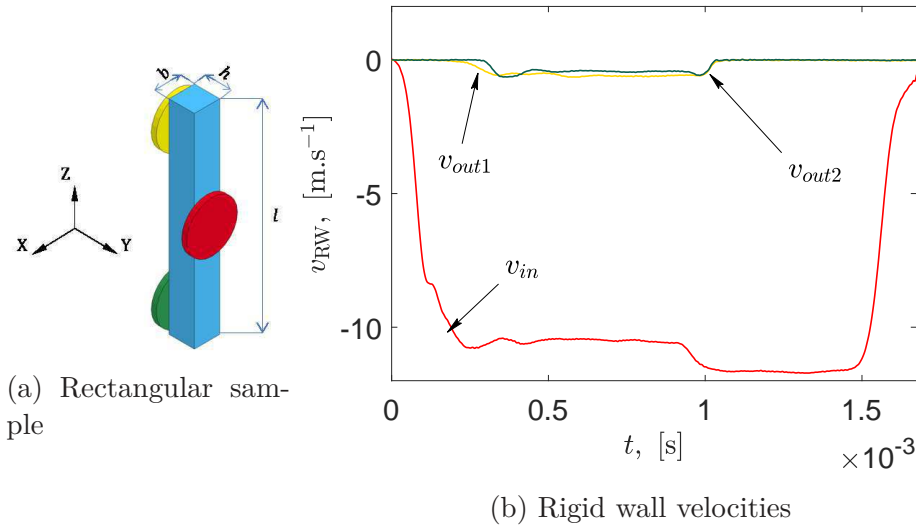 b
h
Z
l
X
Y
(a) Rectangular sam-
ple
0
-5
-10
v_RW, [m.s⁻¹]
v_out1
v_out2
v_in
0
0.5
1
1.5
t, [s]
×10⁻³
(b) Rigid wall velocities